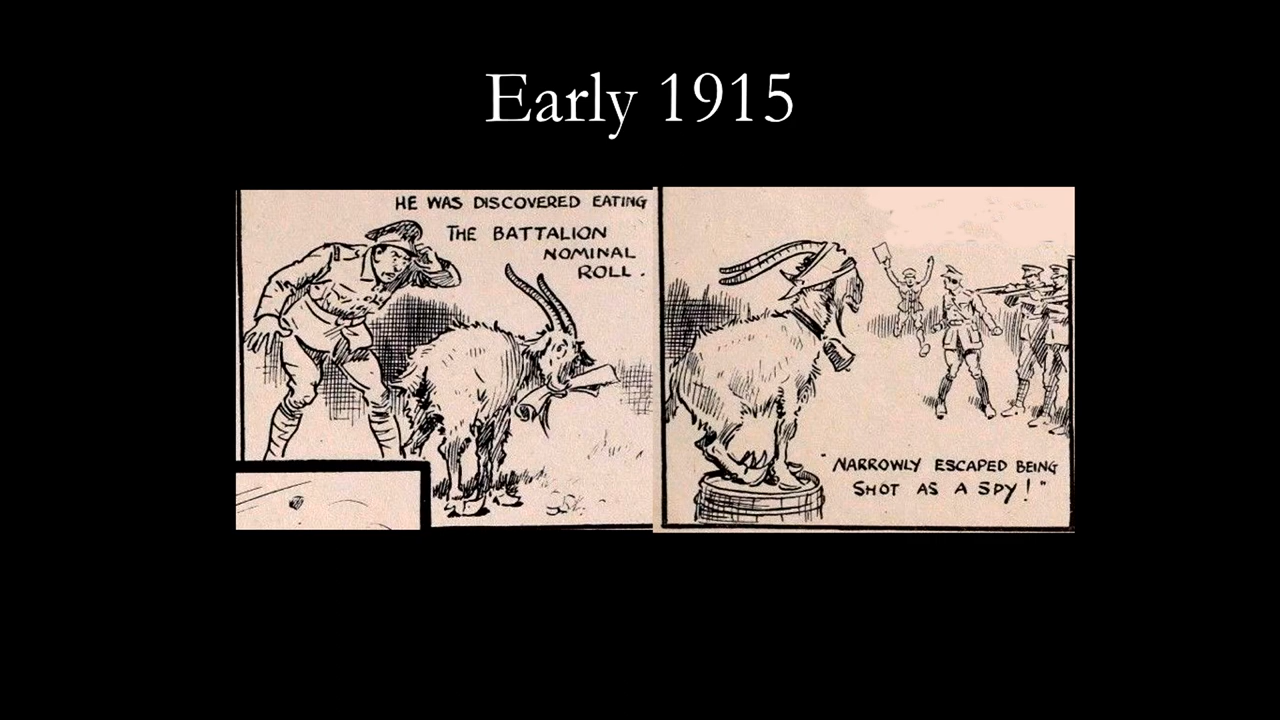 Early 1915
HE WAS DISCOVERED EATING
THE BATTALION
NOMINAL
ROLL.
"NARROWLY ESCAPED BEING
SHOT AS A SPY!"